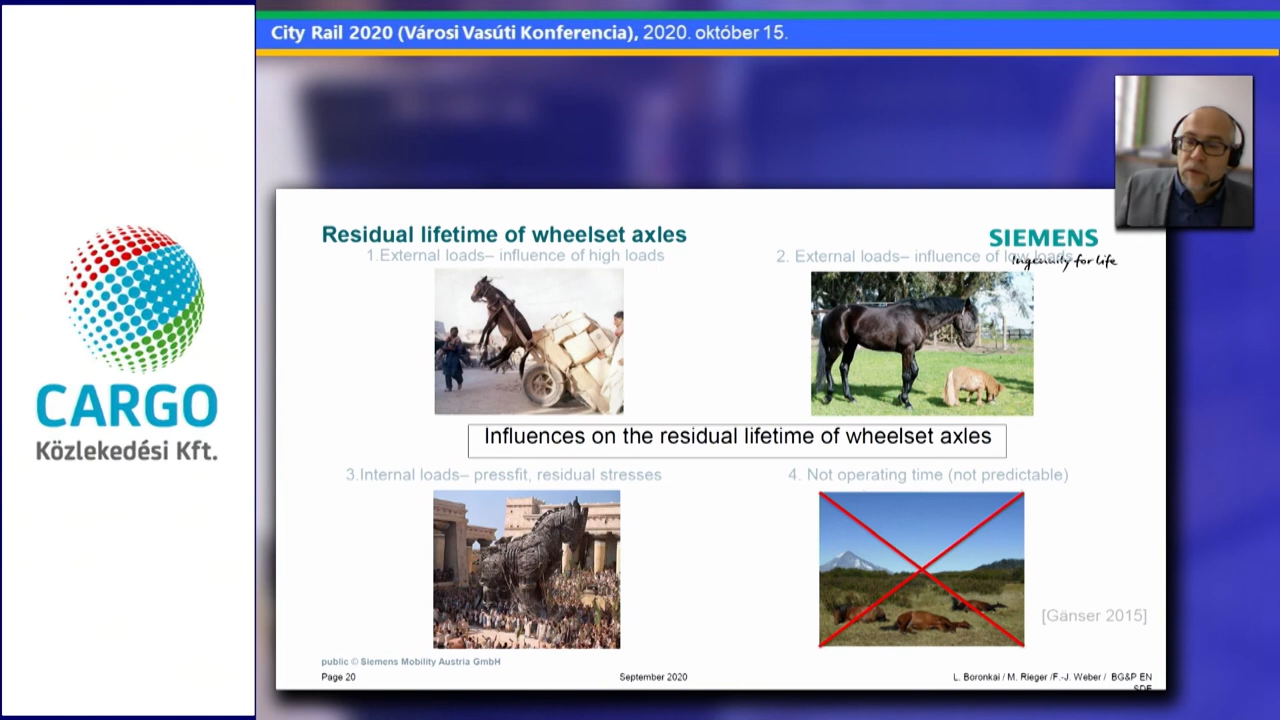 City Rail 2020 (Városi Vasúti Konferencia), 2020. október 15.
CARGO
Közlekedési Kft.
Residual lifetime of wheelset axles
SIEMENS
Ingenuity for life
1.External loads– influence of high loads
2. External loads– influence of low loads
Influences on the residual lifetime of wheelset axles
3.Internal loads– pressfit, residual stresses
4. Not operating time (not predictable)
[Gänser 2015]
public © Siemens Mobility Austria GmbH
Page 20
September 2020
L. Boronkai / M. Rieger /F.-J. Weber / BG&P EN
SDE